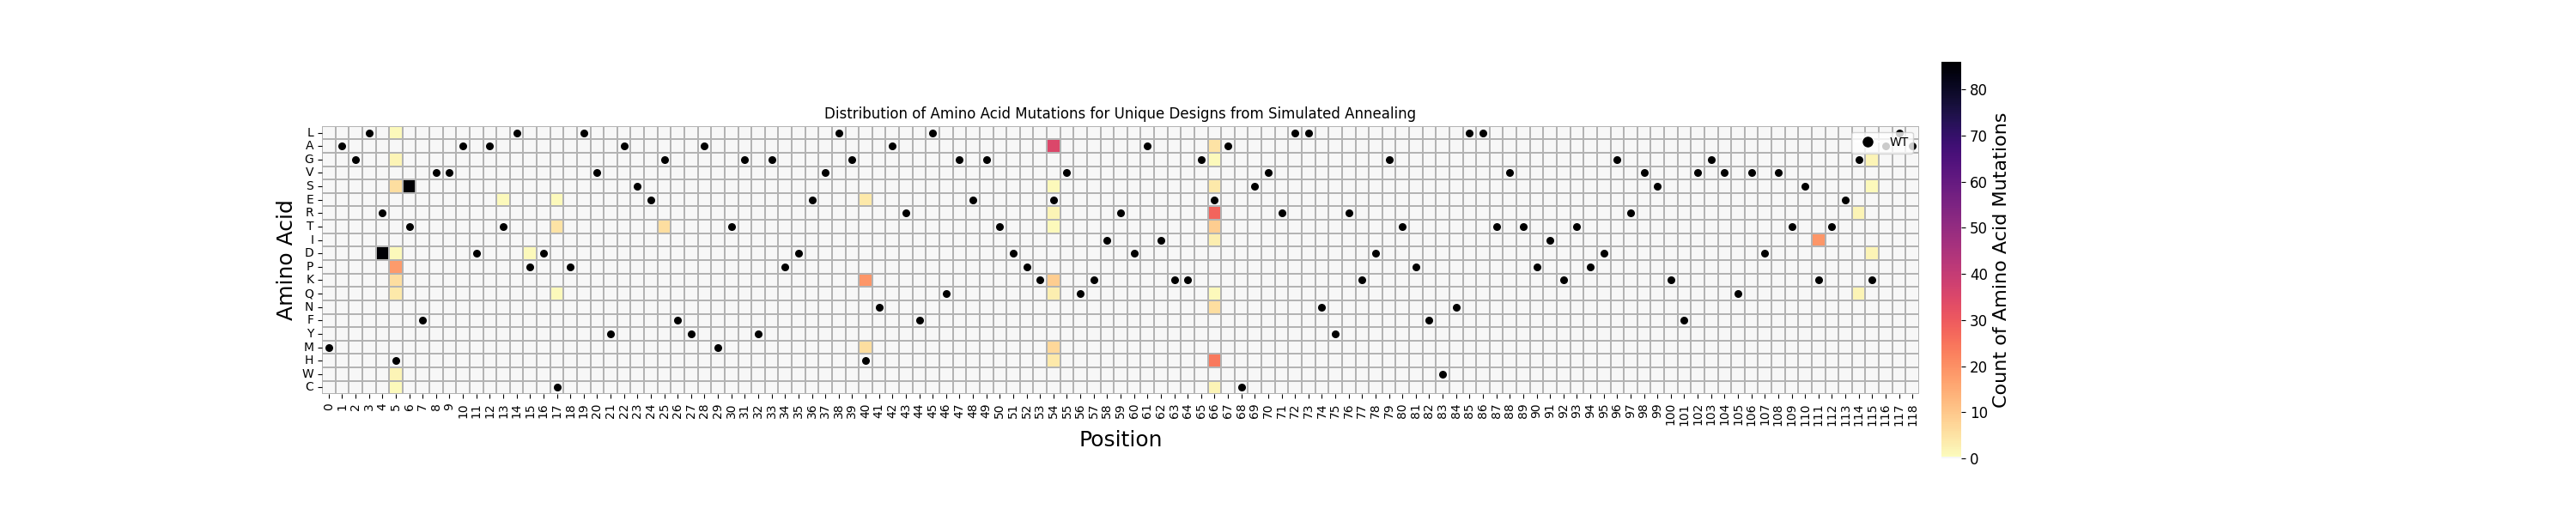 Distribution of Amino Acid Mutations for Unique Designs from Simulated Annealing
Amino Acid
L
A
G
V
S
E
R
T
I
D
P
K
Q
N
F
Y
M
H
W
C
WT
0 1 2 3 4 5 6 7 8 9 10 11 12 13 14 15 16 17 18 19 20 21 22 23 24 25 26 27 28 29 30 31 32 33 34 35 36 37 38 39 40 41 42 43 44 45 46 47 48 49 50 51 52 53 54 55 56 57 58 59 60 61 62 63 64 65 66 67 68 69 70 71 72 73 74 75 76 77 78 79 80 81 82 83 84 85 86 87 88 89 90 91 92 93 94 95 96 97 98 99 100 101 102 103 104 105 106 107 108 109 110 111 112 113 114 115 116 117 118
Position
80
70
60
50
40
30
20
10
0
Count of Amino Acid Mutations